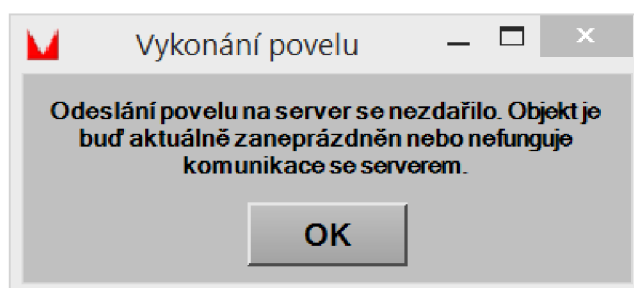 Vykonání povelu
Odeslání povelu na server se nezdařilo. Objekt je
buď aktuálně zaneprázdněn nebo nefunguje
komunikace se serverem.
OK